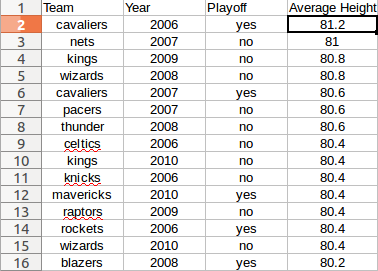 1 Team Year Playoff Average Height
2 cavaliers 2006 yes 81.2
3 nets 2007 no 81
4 kings 2009 no 80.8
5 wizards 2008 no 80.8
6 cavaliers 2007 yes 80.6
7 pacers 2007 no 80.6
8 thunder 2008 no 80.6
9 celtics 2006 no 80.4
10 kings 2010 no 80.4
11 knicks 2006 no 80.4
12 mavericks 2010 yes 80.4
13 raptors 2009 no 80.4
14 rockets 2006 yes 80.4
15 wizards 2010 no 80.4
16 blazers 2008 yes 80.2